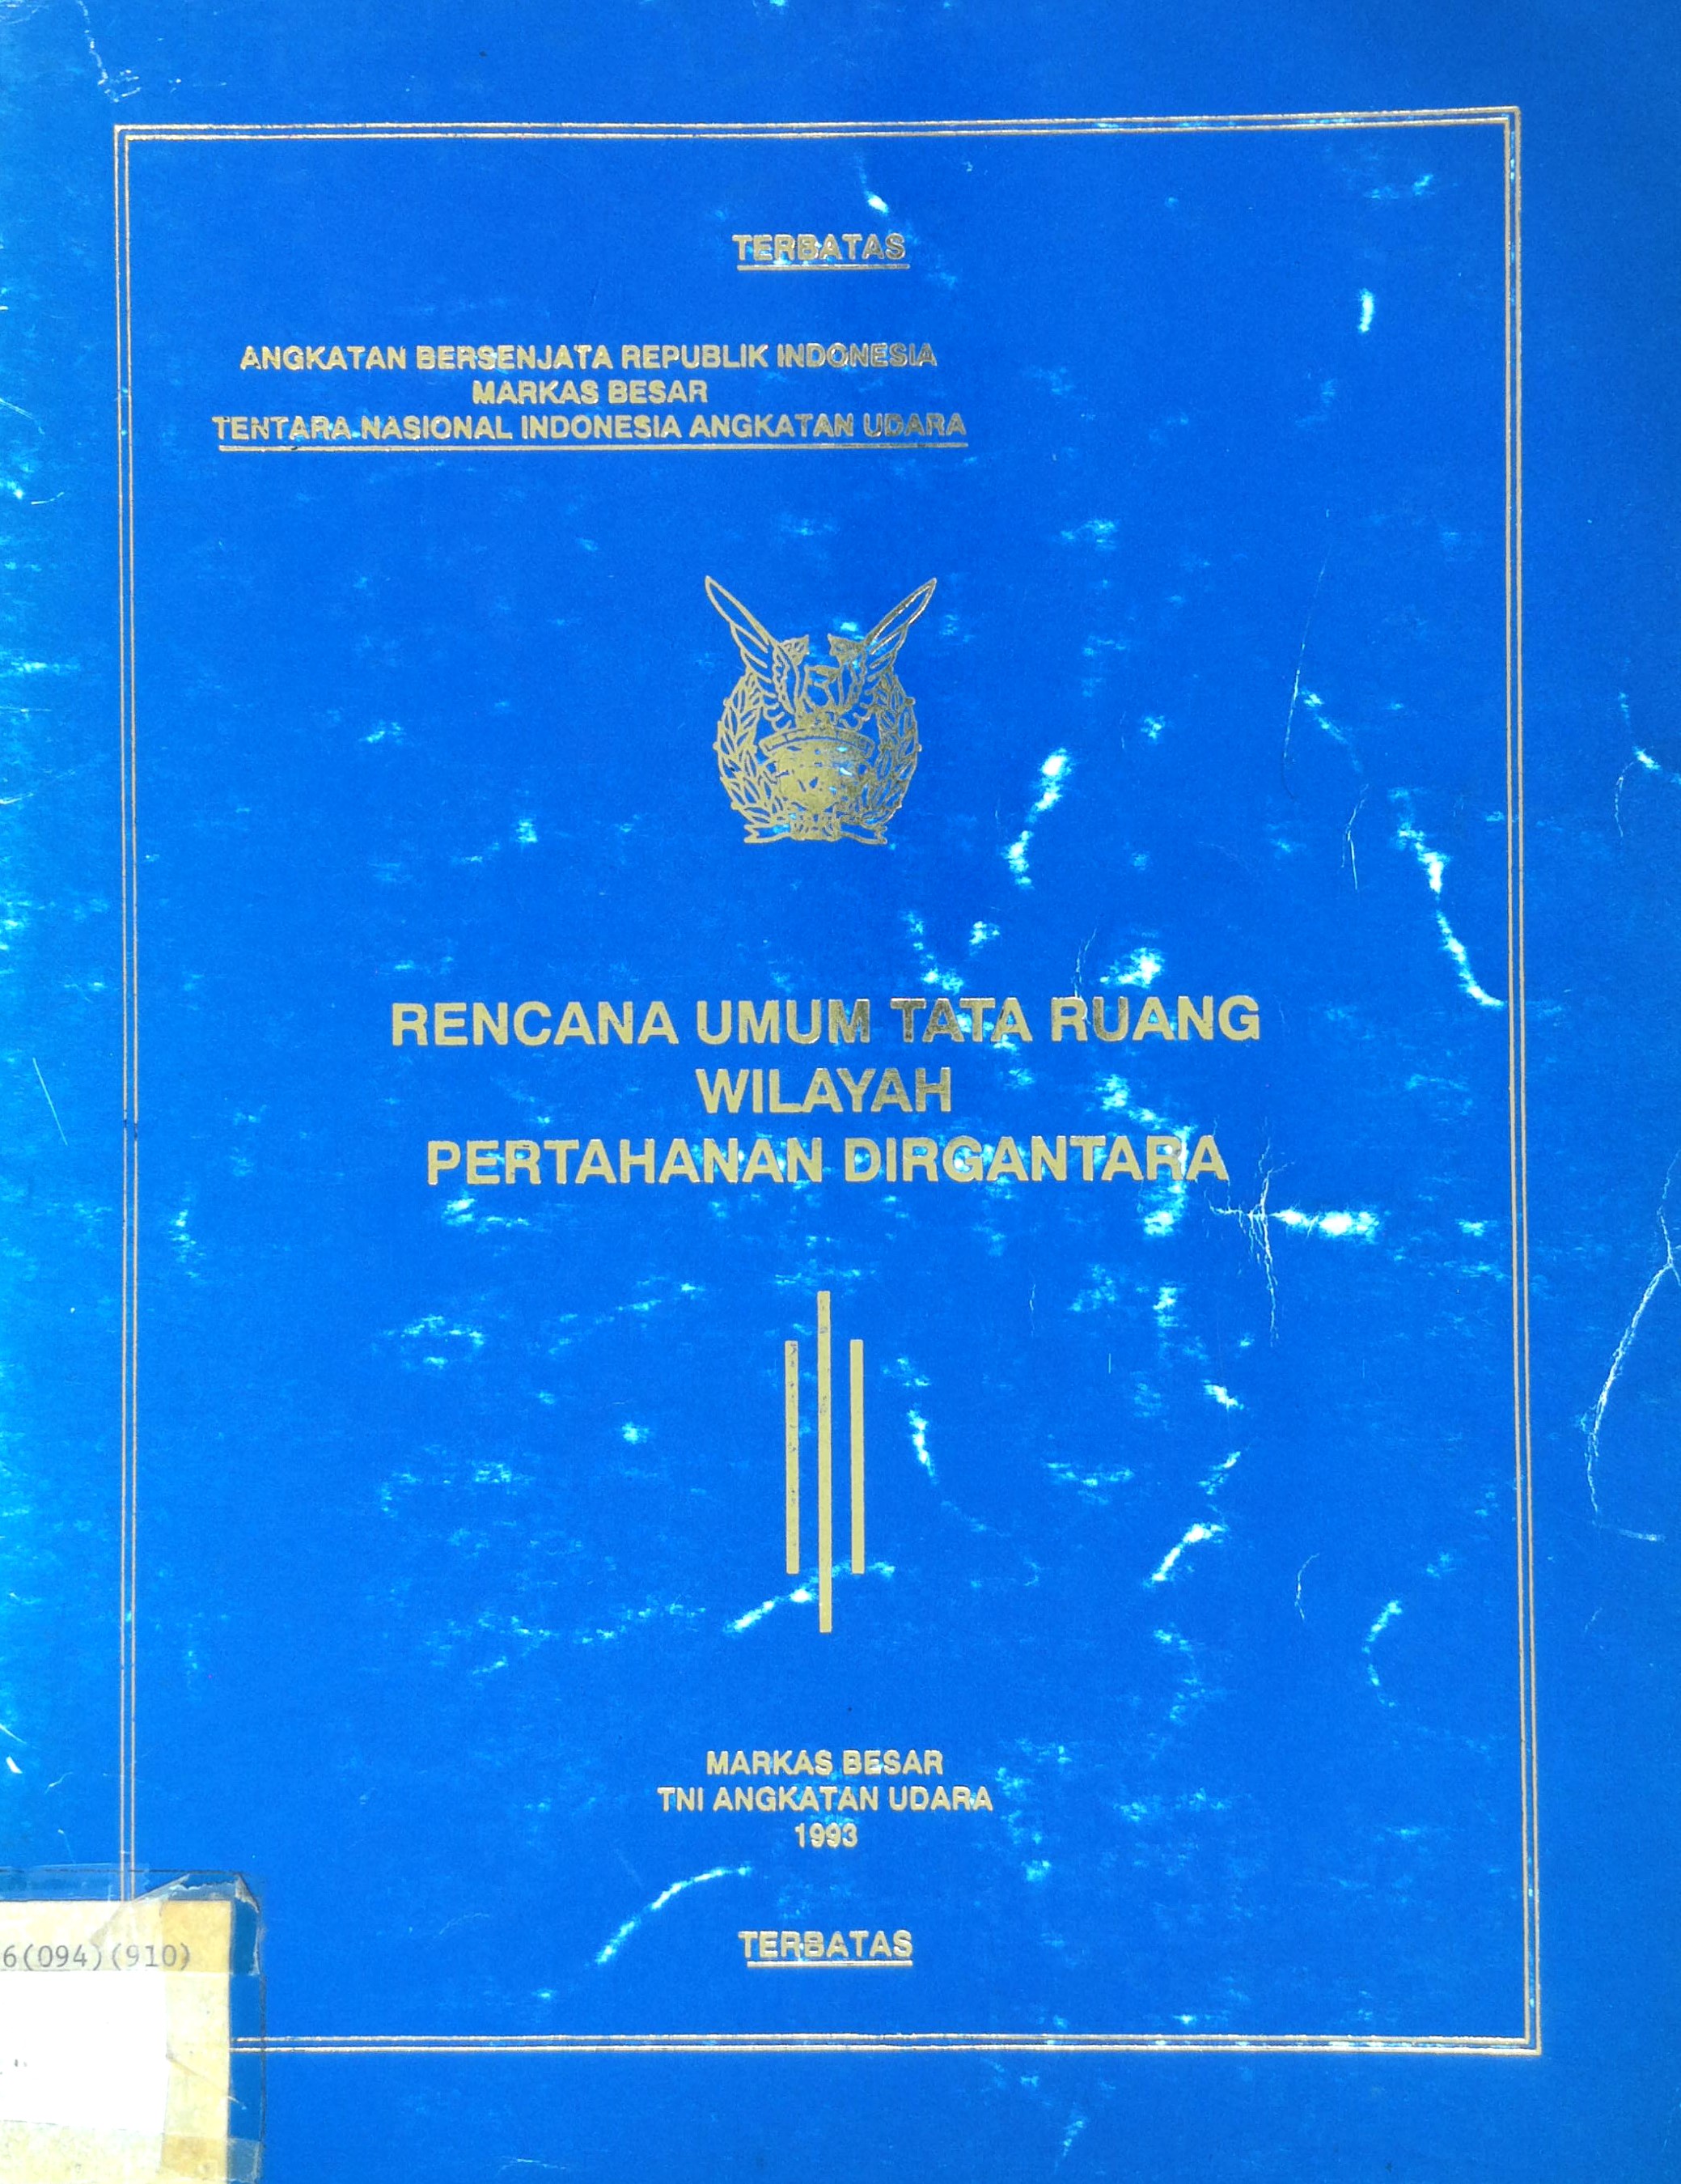 TERBATAS
ANGKATAN BERSENJATA REPUBLIK INDONESIA
MARKAS BESAR
TENTARA NASIONAL INDONESIA ANGKATAN UDARA
RENCANA UMUM TATA RUANG
WILAYAH
PERTAHANAN DIRGANTARA
MARKAS BESAR
TNI ANGKATAN UDARA
1993
TERBATAS
6(094)(910)